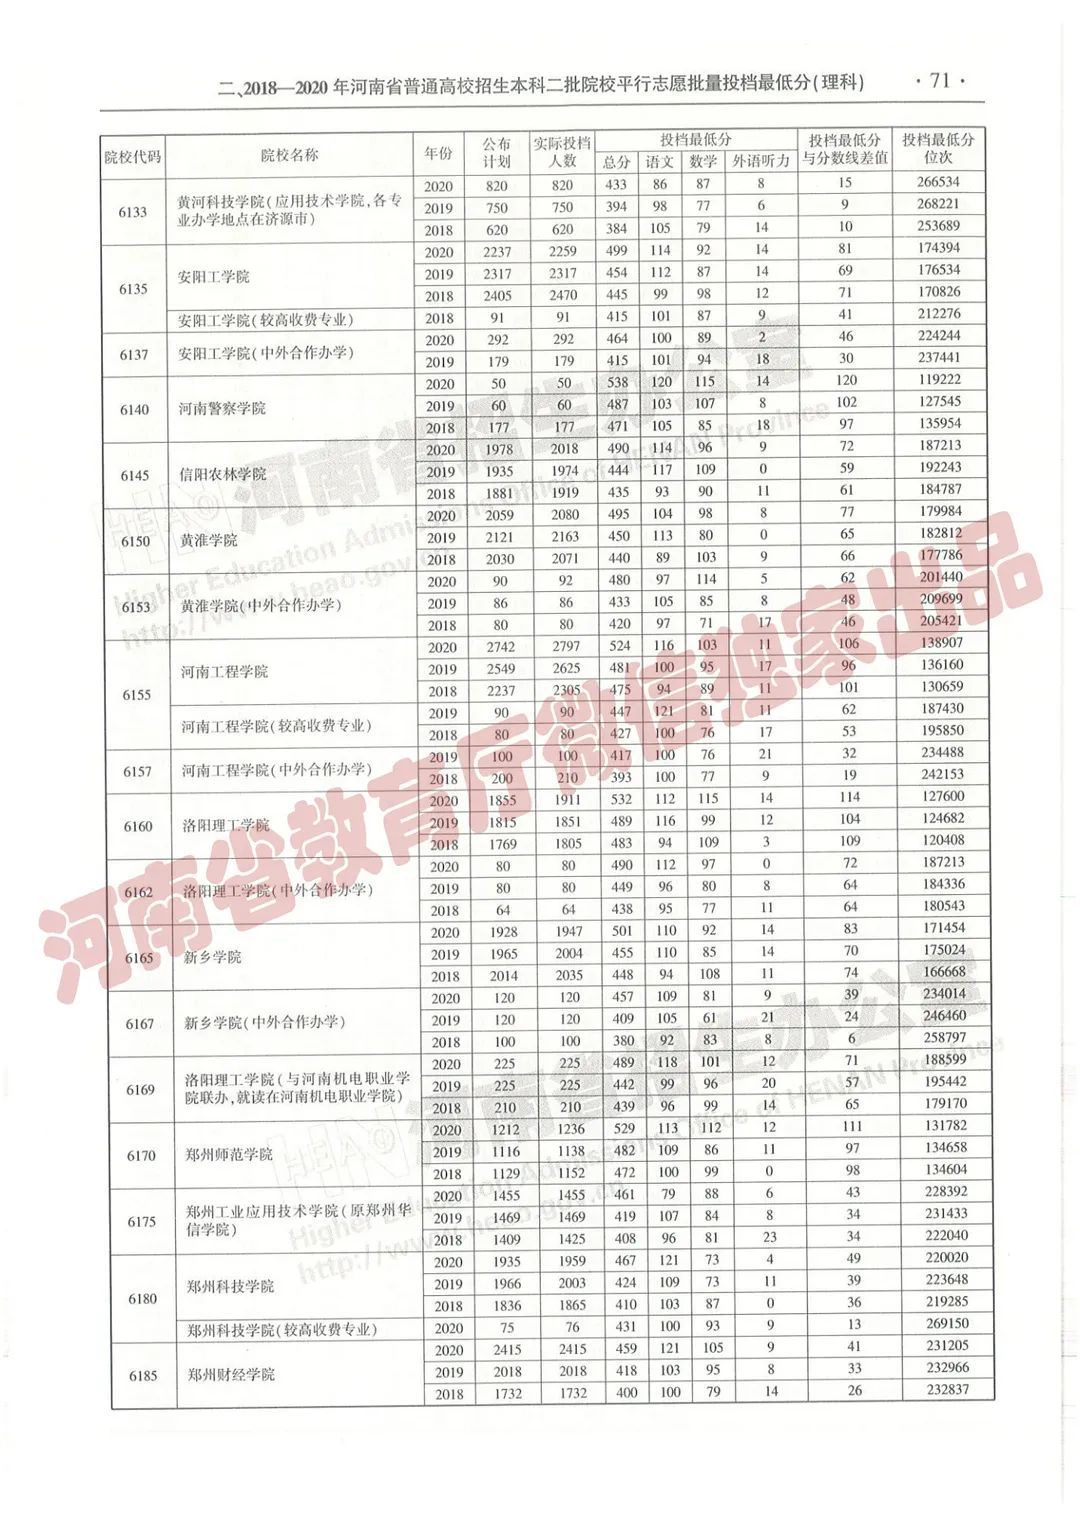 二、2018—2020 年河南省普通高校招生本科二批院校平行志愿批量投档最低分(理科) · 71 ·
院校代码 院校名称 年份 公布计划 实际投档人数 投档最低分 投档最低分与分数线差值 投档最低分位次
总分 语文 数学 外语听力
6133 黄河科技学院(应用技术学院,各专业办学地点在济源市) 2020 820 820 433 86 87 8 15 266534
2019 750 750 394 98 77 6 9 268221
2018 620 620 384 105 79 14 10 253689
6135 安阳工学院 2020 2237 2259 499 114 92 14 81 174394
2019 2317 2317 454 112 87 14 69 176534
2018 2405 2470 445 99 98 12 71 170826
安阳工学院(较高收费专业) 2018 91 91 415 101 87 9 41 212276
6137 安阳工学院(中外合作办学) 2020 292 292 464 100 89 2 46 224244
2019 179 179 415 101 94 18 30 237441
6140 河南警察学院 2020 50 50 538 120 115 14 120 119222
2019 60 60 487 103 107 8 102 127545
2018 177 177 471 105 85 18 97 135954
6145 信阳农林学院 2020 1978 2018 490 114 96 9 72 187213
2019 1935 1974 444 117 109 0 59 192243
2018 1881 1919 435 93 90 11 61 184787
6150 黄淮学院 2020 2059 2080 495 104 98 8 77 179984
2019 2121 2163 450 113 80 0 65 182812
2018 2030 2071 440 89 103 9 66 177786
6153 黄淮学院(中外合作办学) 2020 90 92 480 97 114 5 62 201440
2019 86 86 433 105 85 8 48 209699
2018 80 80 420 97 71 17 46 205421
6155 河南工程学院 2020 2742 2797 524 116 103 11 106 138907
2019 2549 2625 481 100 95 17 96 136160
2018 2237 2305 475 94 89 11 101 130659
河南工程学院(较高收费专业) 2019 90 90 447 121 81 11 62 187430
2018 80 80 427 100 76 17 53 195850
6157 河南工程学院(中外合作办学) 2019 100 100 417 100 76 21 32 234488
2018 200 210 393 100 77 9 19 242153
6160 洛阳理工学院 2020 1855 1911 532 112 115 14 114 127600
2019 1815 1851 489 116 99 12 104 124682
2018 1769 1805 483 94 109 3 109 120408
6162 洛阳理工学院(中外合作办学) 2020 80 80 490 112 97 0 72 187213
2019 80 80 449 96 80 8 64 184336
2018 64 64 438 95 77 11 64 180543
6165 新乡学院 2020 1928 1947 501 110 92 14 83 171454
2019 1965 2004 455 110 85 14 70 175024
2018 2014 2035 448 94 108 11 74 166668
6167 新乡学院(中外合作办学) 2020 120 120 457 109 81 9 39 234014
2019 120 120 409 105 61 21 24 246460
2018 100 100 380 92 83 8 6 258797
6169 洛阳理工学院(与河南机电职业学院联办,就读在河南机电职业学院) 2020 225 225 489 118 101 12 71 188599
2019 225 225 442 99 96 20 57 195442
2018 210 210 439 96 99 14 65 179170
6170 郑州师范学院 2020 1212 1236 529 113 112 12 111 131782
2019 1116 1138 482 109 86 11 97 134658
2018 1129 1152 472 100 99 0 98 134604
6175 郑州工业应用技术学院(原郑州华信学院) 2020 1455 1455 461 79 88 6 43 228392
2019 1469 1469 419 107 84 8 34 231433
2018 1409 1425 408 96 81 23 34 222040
6180 郑州科技学院 2020 1935 1959 467 121 73 4 49 220020
2019 1966 2003 424 109 73 11 39 223648
2018 1836 1865 410 103 87 0 36 219285
郑州科技学院(较高收费专业) 2020 75 76 431 100 93 9 13 269150
6185 郑州财经学院 2020 2415 2415 459 121 105 9 41 231205
2019 2018 2018 418 103 95 8 33 232966
2018 1732 1732 400 100 79 14 26 232837
河南省教育厅微信独家出品
HEAO 河南省招生办公室
Higher Education Admissions Office of HENAN Province
http://www.heao.gov.cn
HEAO 河南省招生办公室
Higher Education Admissions Office of HENAN Province
http://www.heao.gov.cn